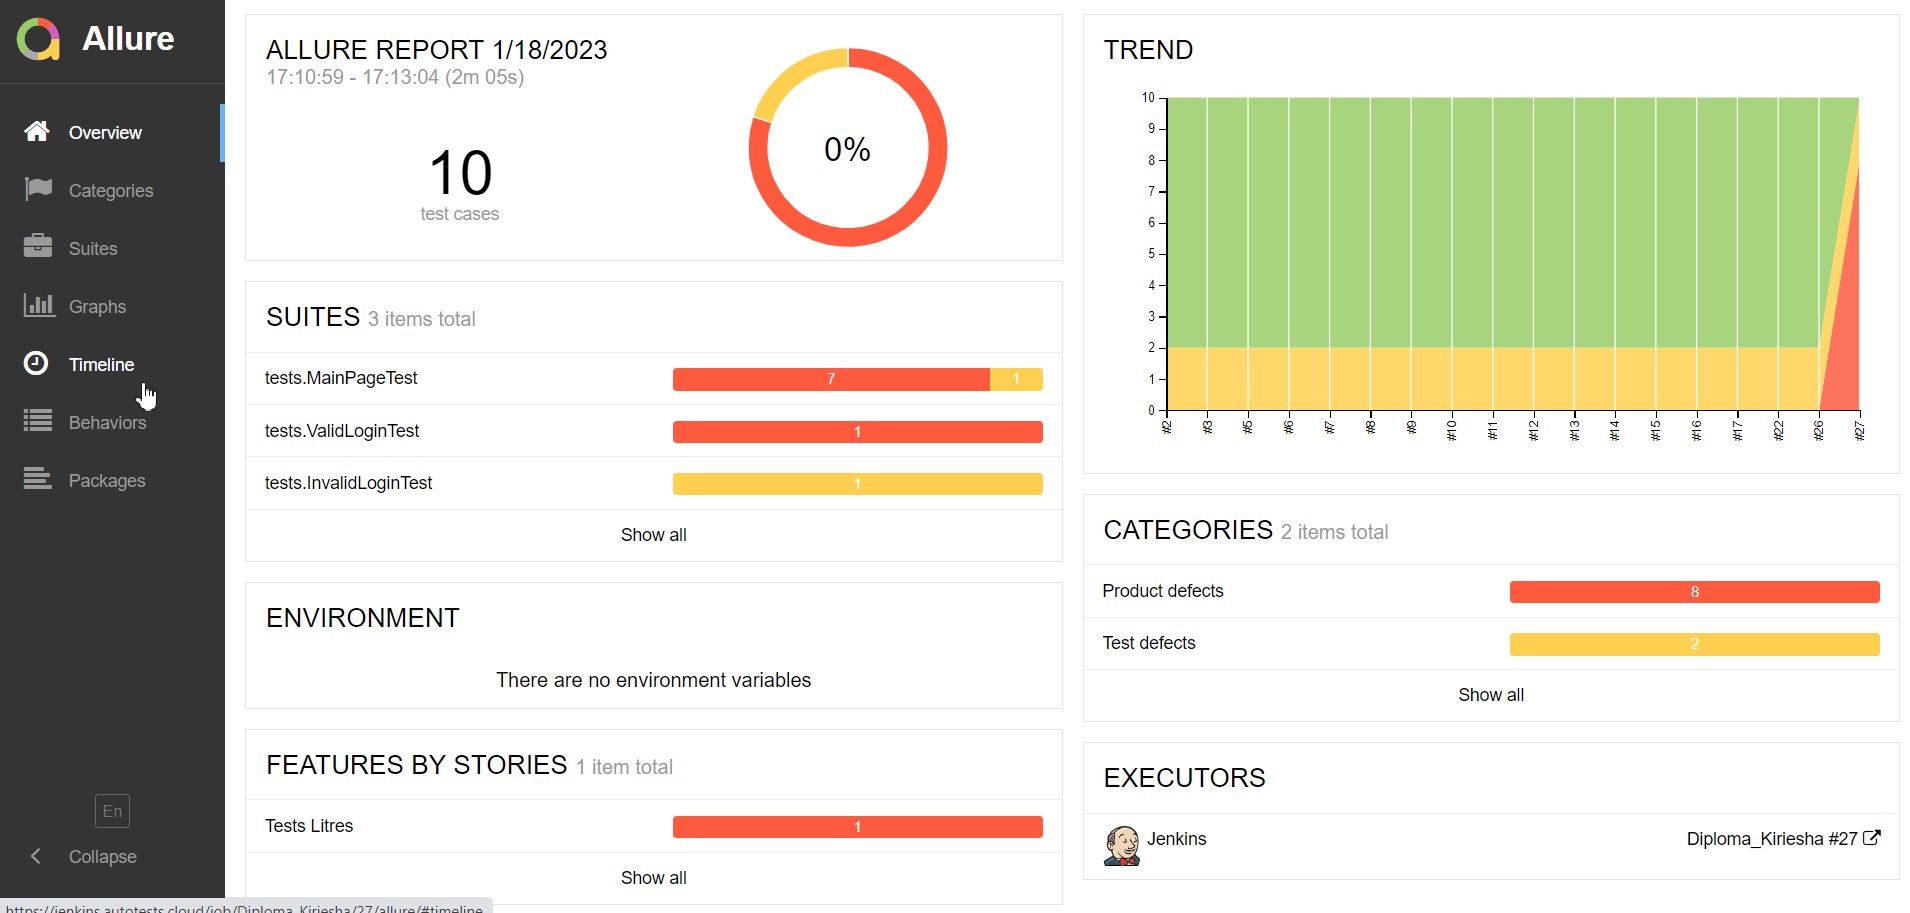 Allure
Overview
Categories
Suites
Graphs
Timeline
Behaviors
Packages
En
Collapse
ALLURE REPORT 1/18/2023
17:10:59 - 17:13:04 (2m 05s)
10
test cases
0%
SUITES 3 items total
tests.MainPageTest 7 1
tests.ValidLoginTest 1
tests.InvalidLoginTest 1
Show all
ENVIRONMENT
There are no environment variables
FEATURES BY STORIES 1 item total
Tests Litres 1
Show all
TREND
10
9
8
7
6
5
4
3
2
1
0
#2 #3 #5 #6 #7 #8 #9 #10 #11 #12 #13 #14 #15 #16 #17 #22 #26 #27
CATEGORIES 2 items total
Product defects 8
Test defects 2
Show all
EXECUTORS
Jenkins Diploma_Kiriesha #27
https://jenkins.autotests.cloud/job/Diploma_Kiriesha/27/allure/#timeline